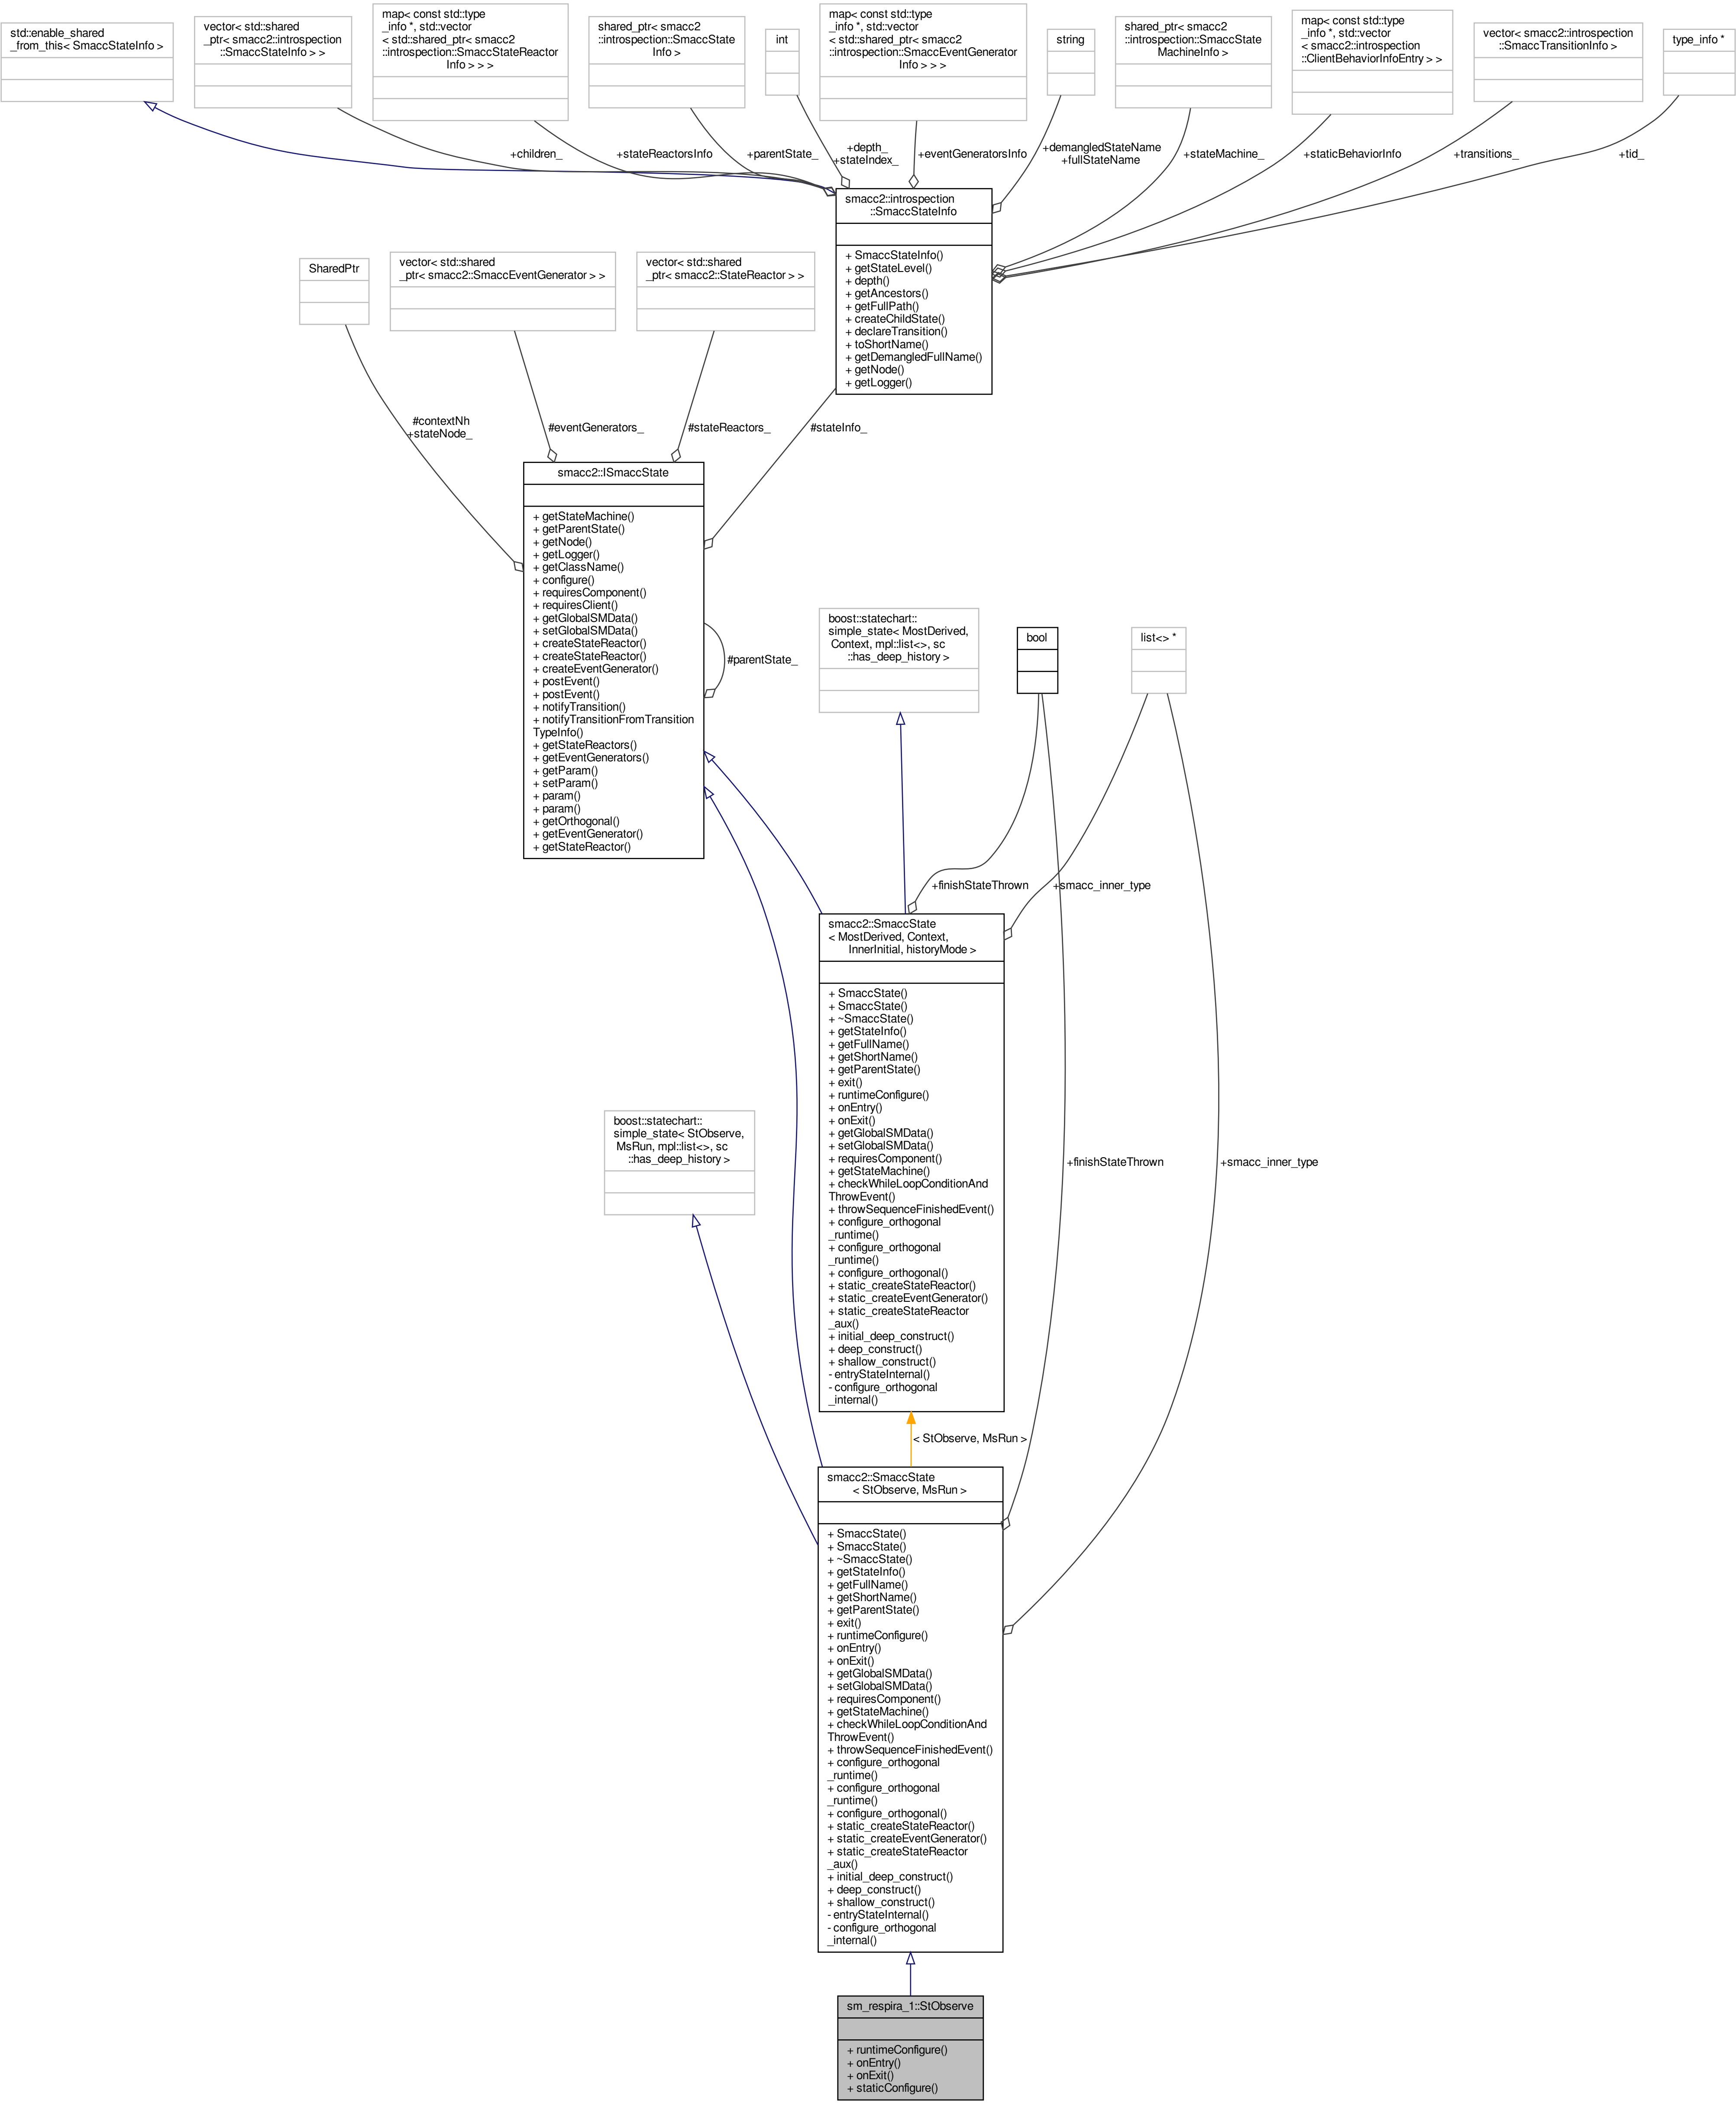 std::enable_shared
_from_this< SmaccStateInfo >
vector< std::shared
_ptr< smacc2::introspection
::SmaccStateInfo > >
map< const std::type
_info *, std::vector
< std::shared_ptr< smacc2
::introspection::SmaccStateReactor
Info > > >
shared_ptr< smacc2
::introspection::SmaccState
Info >
int
map< const std::type
_info *, std::vector
< std::shared_ptr< smacc2
::introspection::SmaccEventGenerator
Info > > >
string
shared_ptr< smacc2
::introspection::SmaccState
MachineInfo >
map< const std::type
_info *, std::vector
< smacc2::introspection
::ClientBehaviorInfoEntry > >
vector< smacc2::introspection
::SmaccTransitionInfo >
type_info *
+children_
+stateReactorsInfo
+parentState_
+depth_
+stateIndex_
+eventGeneratorsInfo
+demangledStateName
+fullStateName
+stateMachine_
+staticBehaviorInfo
+transitions_
+tid_
smacc2::introspection
::SmaccStateInfo
+ SmaccStateInfo()
+ getStateLevel()
+ depth()
+ getAncestors()
+ getFullPath()
+ createChildState()
+ declareTransition()
+ toShortName()
+ getDemangledFullName()
+ getNode()
+ getLogger()
SharedPtr
vector< std::shared
_ptr< smacc2::SmaccEventGenerator > >
vector< std::shared
_ptr< smacc2::StateReactor > >
#contextNh
+stateNode_
#eventGenerators_
#stateReactors_
#stateInfo_
smacc2::ISmaccState
+ getStateMachine()
+ getParentState()
+ getNode()
+ getLogger()
+ getClassName()
+ configure()
+ requiresComponent()
+ requiresClient()
+ getGlobalSMData()
+ setGlobalSMData()
+ createStateReactor()
+ createStateReactor()
+ createEventGenerator()
+ postEvent()
+ postEvent()
+ notifyTransition()
+ notifyTransitionFromTransition
TypeInfo()
+ getStateReactors()
+ getEventGenerators()
+ getParam()
+ setParam()
+ param()
+ param()
+ getOrthogonal()
+ getEventGenerator()
+ getStateReactor()
#parentState_
boost::statechart::
simple_state< MostDerived,
Context, mpl::list<>, sc
::has_deep_history >
bool
list<> *
+finishStateThrown
+smacc_inner_type
smacc2::SmaccState
< MostDerived, Context,
InnerInitial, historyMode >
+ SmaccState()
+ SmaccState()
+ ~SmaccState()
+ getStateInfo()
+ getFullName()
+ getShortName()
+ getParentState()
+ exit()
+ runtimeConfigure()
+ onEntry()
+ onExit()
+ getGlobalSMData()
+ setGlobalSMData()
+ requiresComponent()
+ getStateMachine()
+ checkWhileLoopConditionAnd
ThrowEvent()
+ throwSequenceFinishedEvent()
+ configure_orthogonal
_runtime()
+ configure_orthogonal
_runtime()
+ configure_orthogonal()
+ static_createStateReactor()
+ static_createEventGenerator()
+ static_createStateReactor
_aux()
+ initial_deep_construct()
+ deep_construct()
+ shallow_construct()
- entryStateInternal()
- configure_orthogonal
_internal()
boost::statechart::
simple_state< StObserve,
MsRun, mpl::list<>, sc
::has_deep_history >
+finishStateThrown
+smacc_inner_type
< StObserve, MsRun >
smacc2::SmaccState
< StObserve, MsRun >
+ SmaccState()
+ SmaccState()
+ ~SmaccState()
+ getStateInfo()
+ getFullName()
+ getShortName()
+ getParentState()
+ exit()
+ runtimeConfigure()
+ onEntry()
+ onExit()
+ getGlobalSMData()
+ setGlobalSMData()
+ requiresComponent()
+ getStateMachine()
+ checkWhileLoopConditionAnd
ThrowEvent()
+ throwSequenceFinishedEvent()
+ configure_orthogonal
_runtime()
+ configure_orthogonal
_runtime()
+ configure_orthogonal()
+ static_createStateReactor()
+ static_createEventGenerator()
+ static_createStateReactor
_aux()
+ initial_deep_construct()
+ deep_construct()
+ shallow_construct()
- entryStateInternal()
- configure_orthogonal
_internal()
sm_respira_1::StObserve
+ runtimeConfigure()
+ onEntry()
+ onExit()
+ staticConfigure()